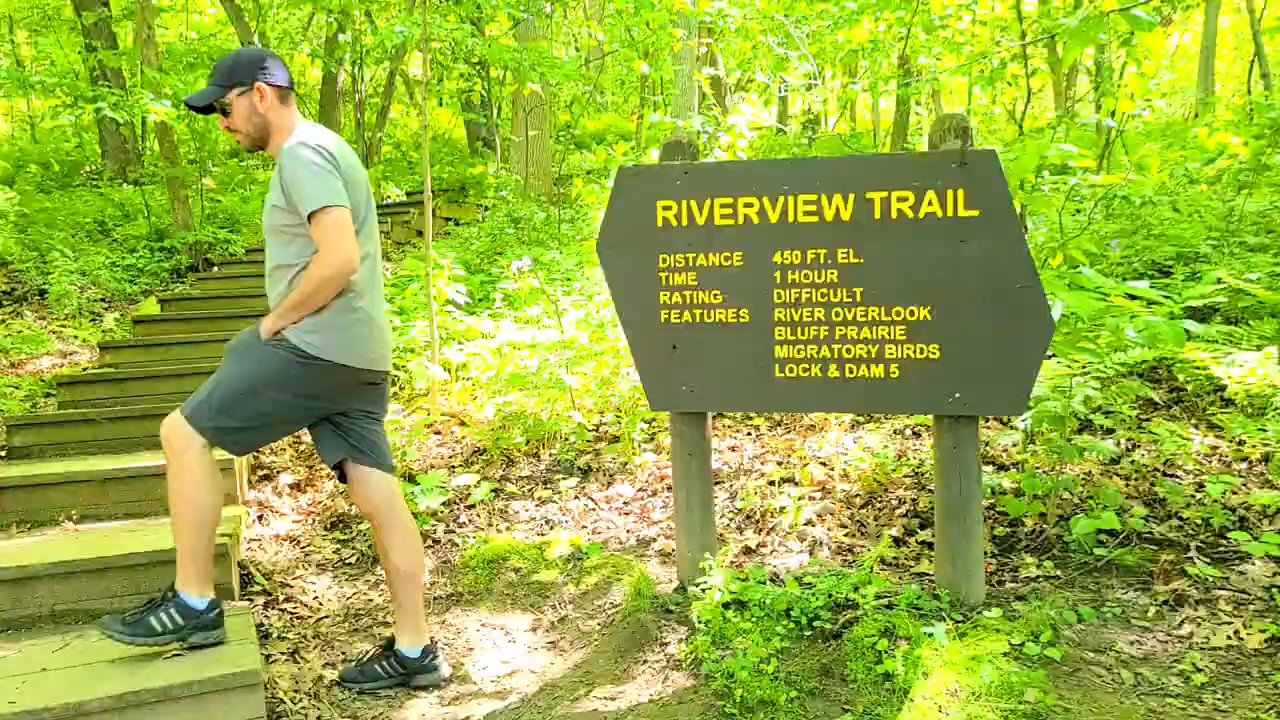 RIVERVIEW TRAIL
DISTANCE 450 FT. EL.
TIME 1 HOUR
RATING DIFFICULT
FEATURES RIVER OVERLOOK
BLUFF PRAIRIE
MIGRATORY BIRDS
LOCK & DAM 5